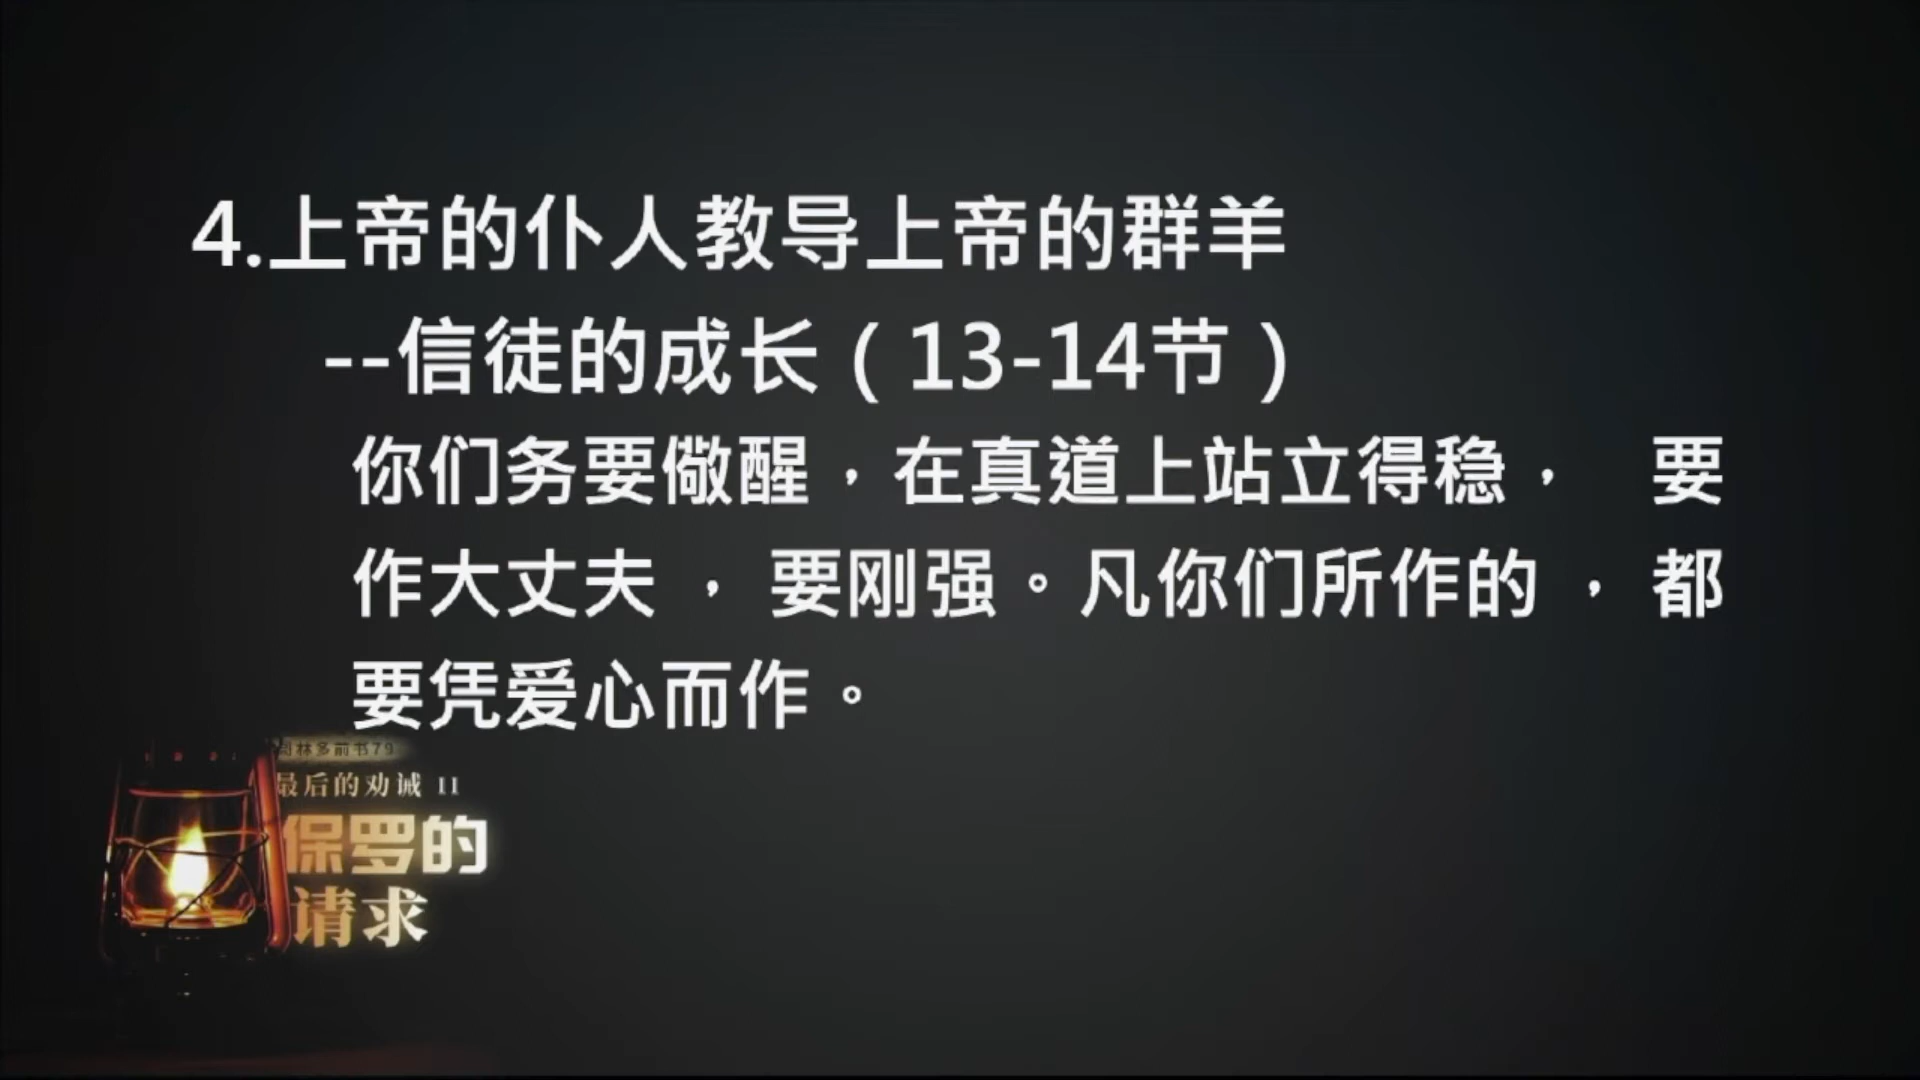 4.上帝的仆人教导上帝的群羊
--信徒的成长（13-14节）
你们务要儆醒，在真道上站立得稳， 要
作大丈夫 ， 要刚强。凡你们所作的 ， 都
要凭爱心而作。
林多前书79
最后的劝诫 11
保罗的
请求